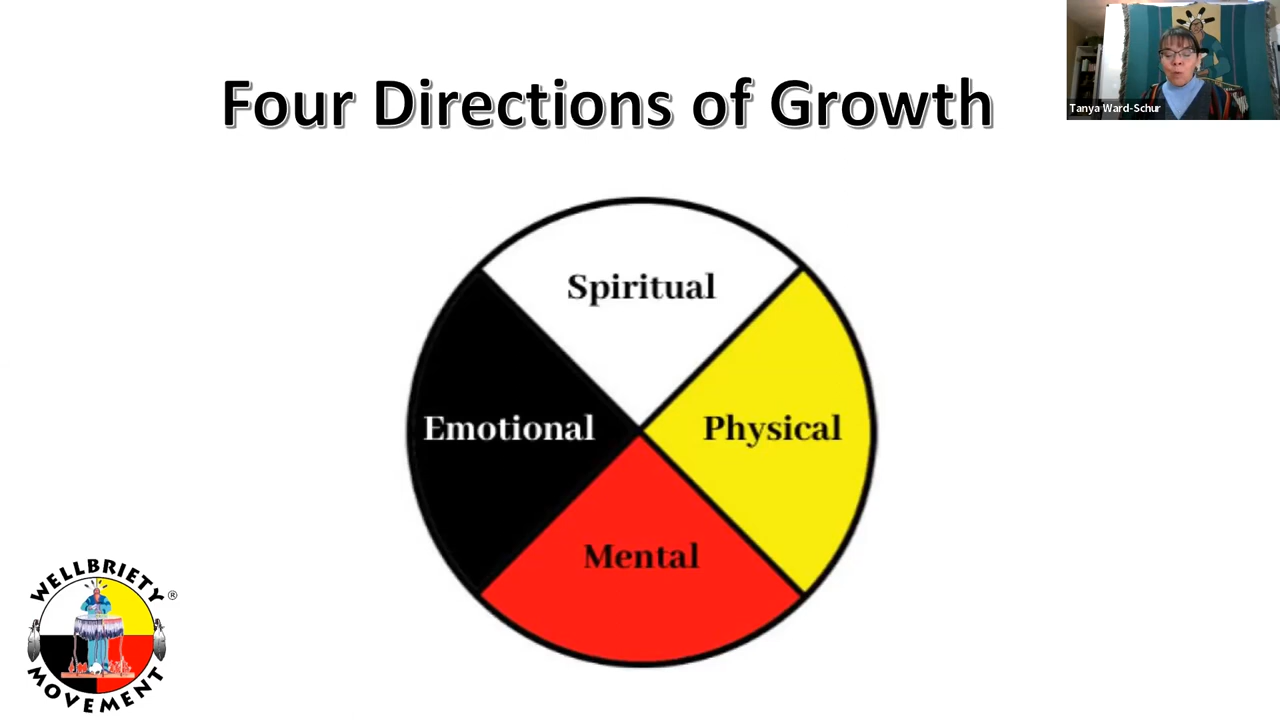 Four Directions of Growth
Tanya Ward-Schur
Spiritual
Emotional
Physical
Mental
WELLBRIETY ®
MOVEMENT